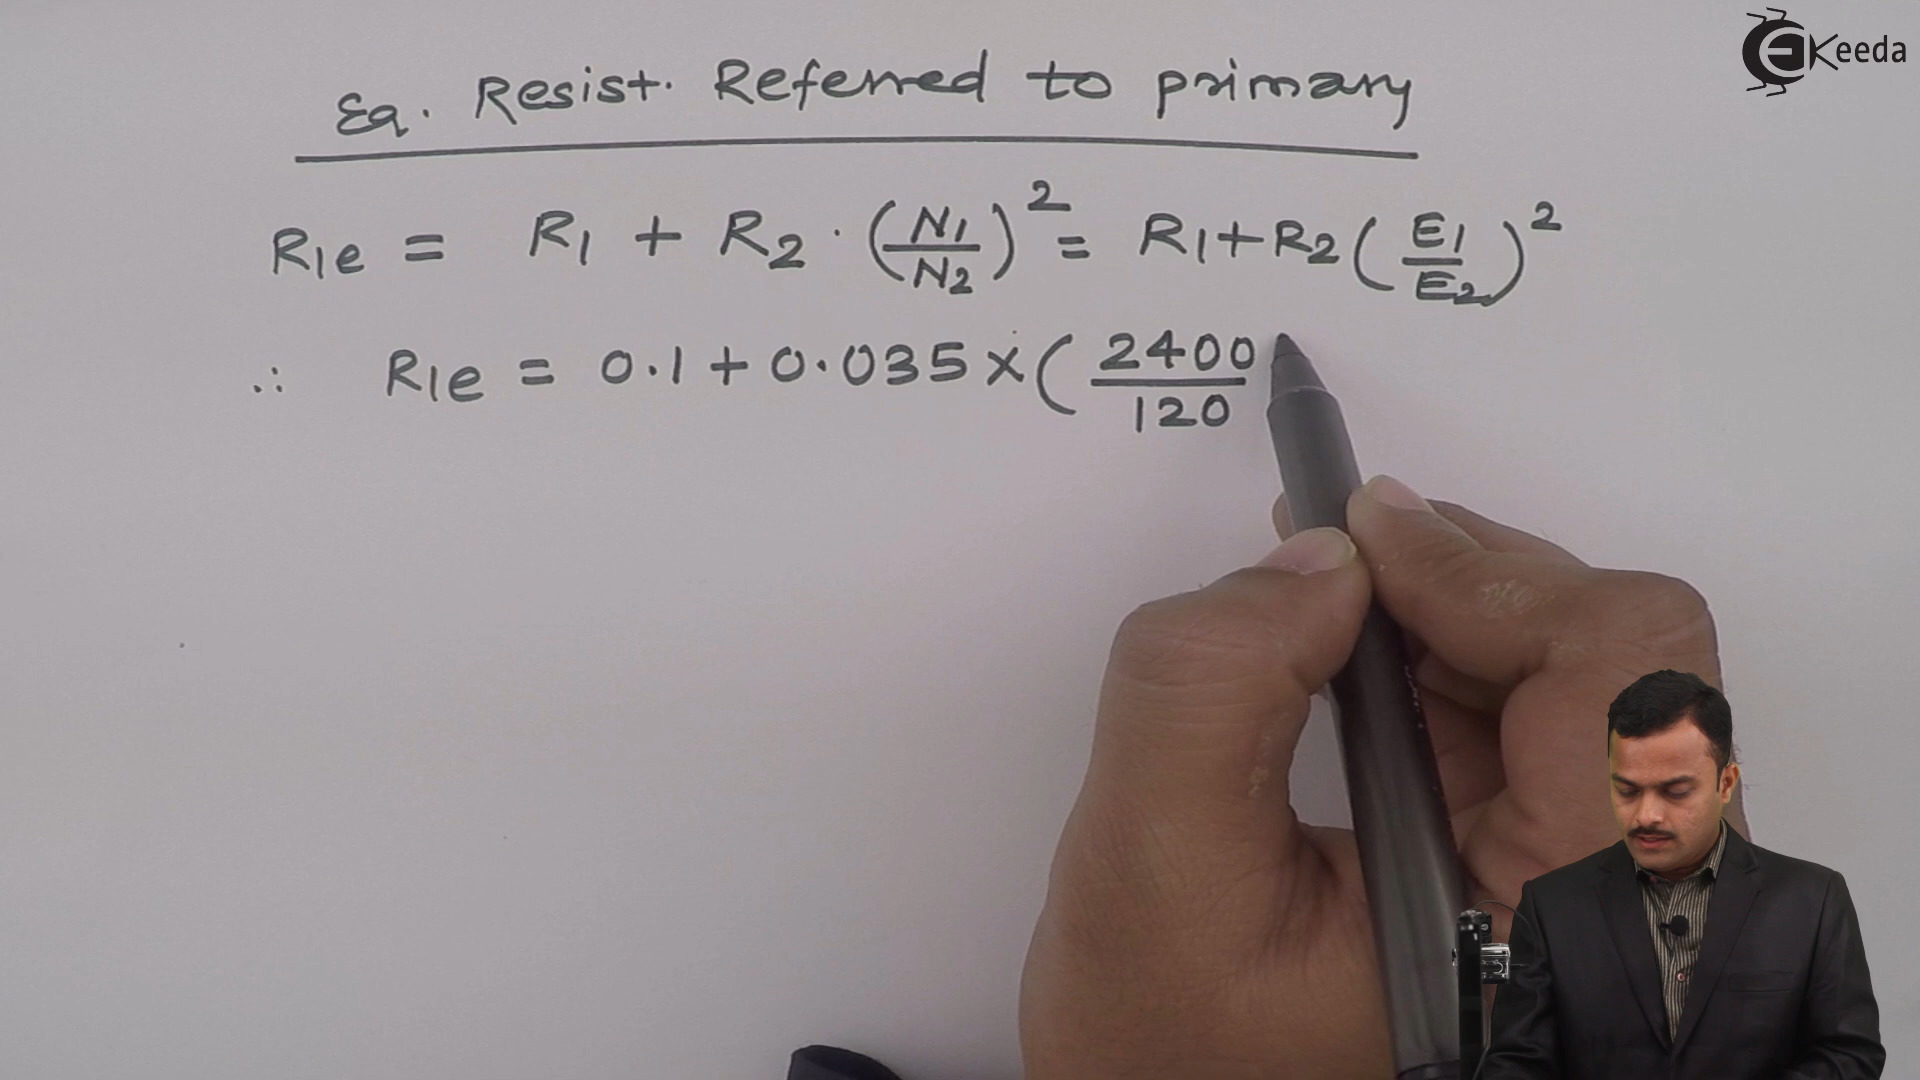 EKeeda
Eq. Resist. Referred to primary
R1e = R1 + R2 · (N1/N2)² = R1+R2(E1/E2)²
∴ R1e = 0.1 + 0.035 × (2400/120